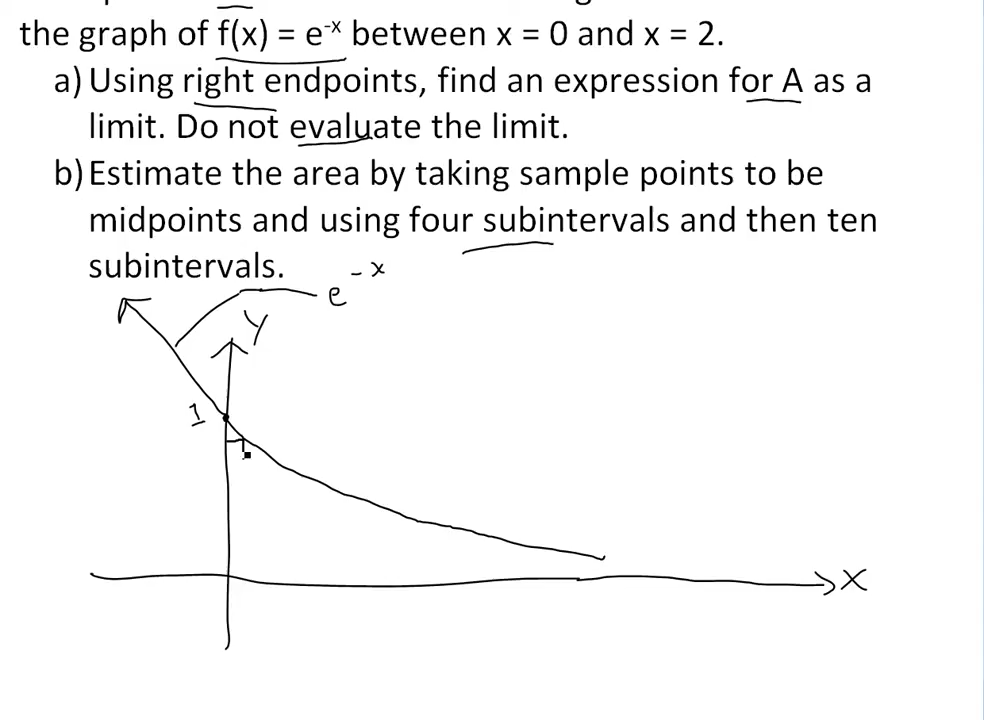 the graph of f(x) = e⁻ˣ between x = 0 and x = 2.
a) Using right endpoints, find an expression for A as a
limit. Do not evaluate the limit.
b) Estimate the area by taking sample points to be
midpoints and using four subintervals and then ten
subintervals.
e⁻ˣ
Y
1
X